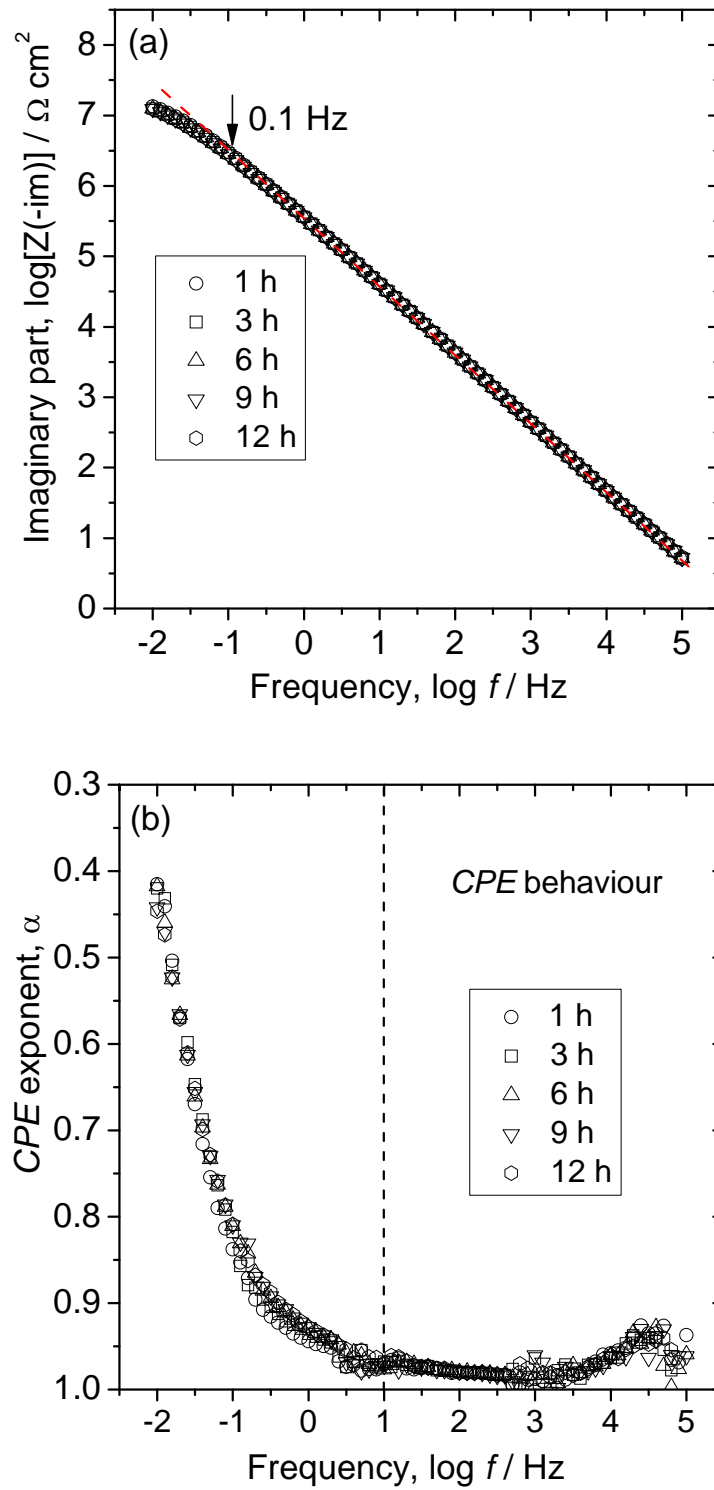 (a)
8
7
6
5
4
3
2
1
0
Imaginary part, log[Z(-im)] / Ω cm²
0.1 Hz
1 h
3 h
6 h
9 h
12 h
-2 -1 0 1 2 3 4 5
Frequency, log f / Hz
(b)
0.3
0.4
0.5
0.6
0.7
0.8
0.9
1.0
CPE exponent, α
CPE behaviour
1 h
3 h
6 h
9 h
12 h
-2 -1 0 1 2 3 4 5
Frequency, log f / Hz